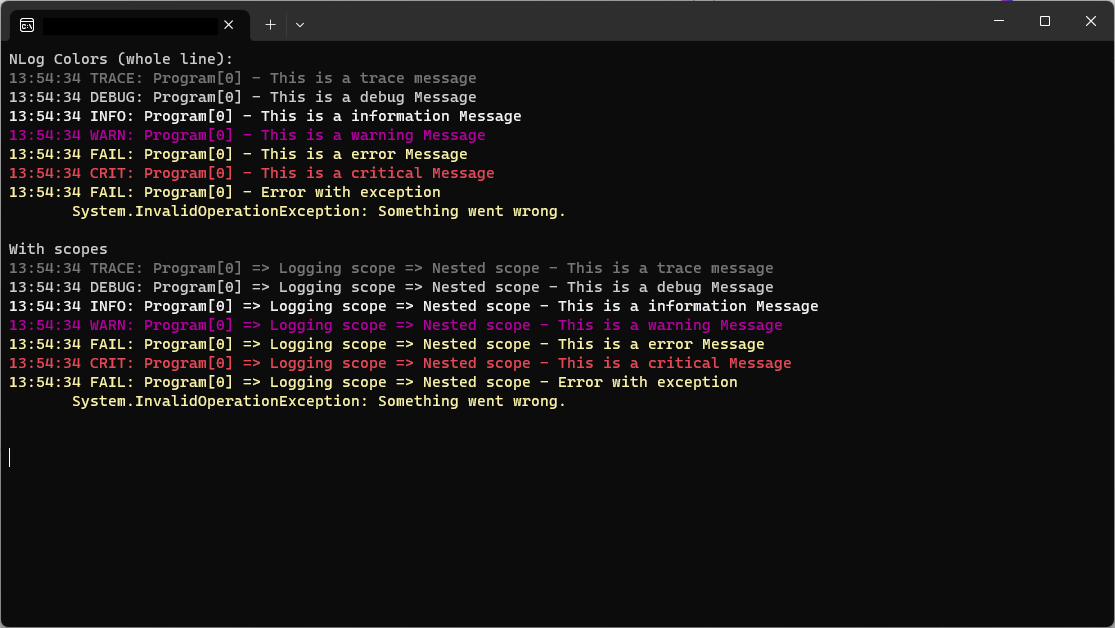 NLog Colors (whole line):
13:54:34 TRACE: Program[0] - This is a trace message
13:54:34 DEBUG: Program[0] - This is a debug Message
13:54:34 INFO: Program[0] - This is a information Message
13:54:34 WARN: Program[0] - This is a warning Message
13:54:34 FAIL: Program[0] - This is a error Message
13:54:34 CRIT: Program[0] - This is a critical Message
13:54:34 FAIL: Program[0] - Error with exception
System.InvalidOperationException: Something went wrong.
With scopes
13:54:34 TRACE: Program[0] => Logging scope => Nested scope - This is a trace message
13:54:34 DEBUG: Program[0] => Logging scope => Nested scope - This is a debug Message
13:54:34 INFO: Program[0] => Logging scope => Nested scope - This is a information Message
13:54:34 WARN: Program[0] => Logging scope => Nested scope - This is a warning Message
13:54:34 FAIL: Program[0] => Logging scope => Nested scope - This is a error Message
13:54:34 CRIT: Program[0] => Logging scope => Nested scope - This is a critical Message
13:54:34 FAIL: Program[0] => Logging scope => Nested scope - Error with exception
System.InvalidOperationException: Something went wrong.